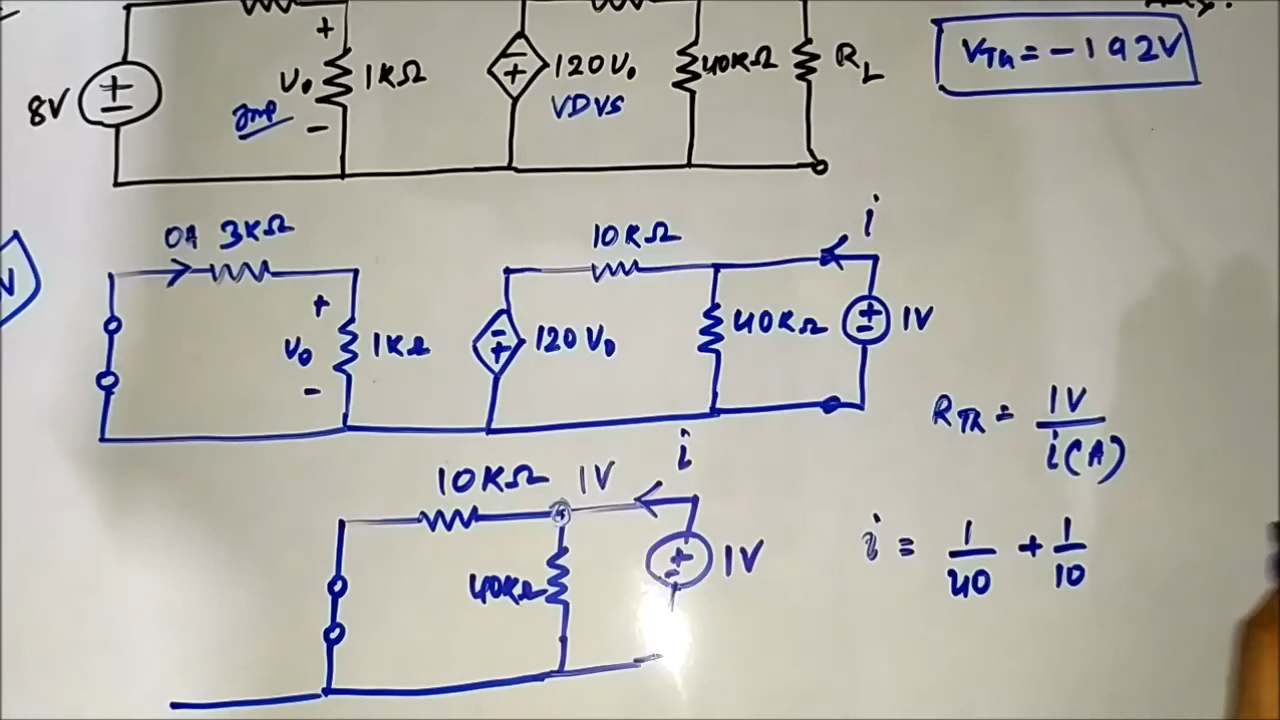 +
8V
V₀
Imp
-
1KΩ
120V₀
VDVS
40KΩ
R_L
V_Th = -192V
0A 3KΩ
+
V₀
-
1KΩ
120V₀
10KΩ
40KΩ
i
1V
R_Th = 1V / i(A)
10KΩ 1V
i
40KΩ
1V
i = 1/40 + 1/10